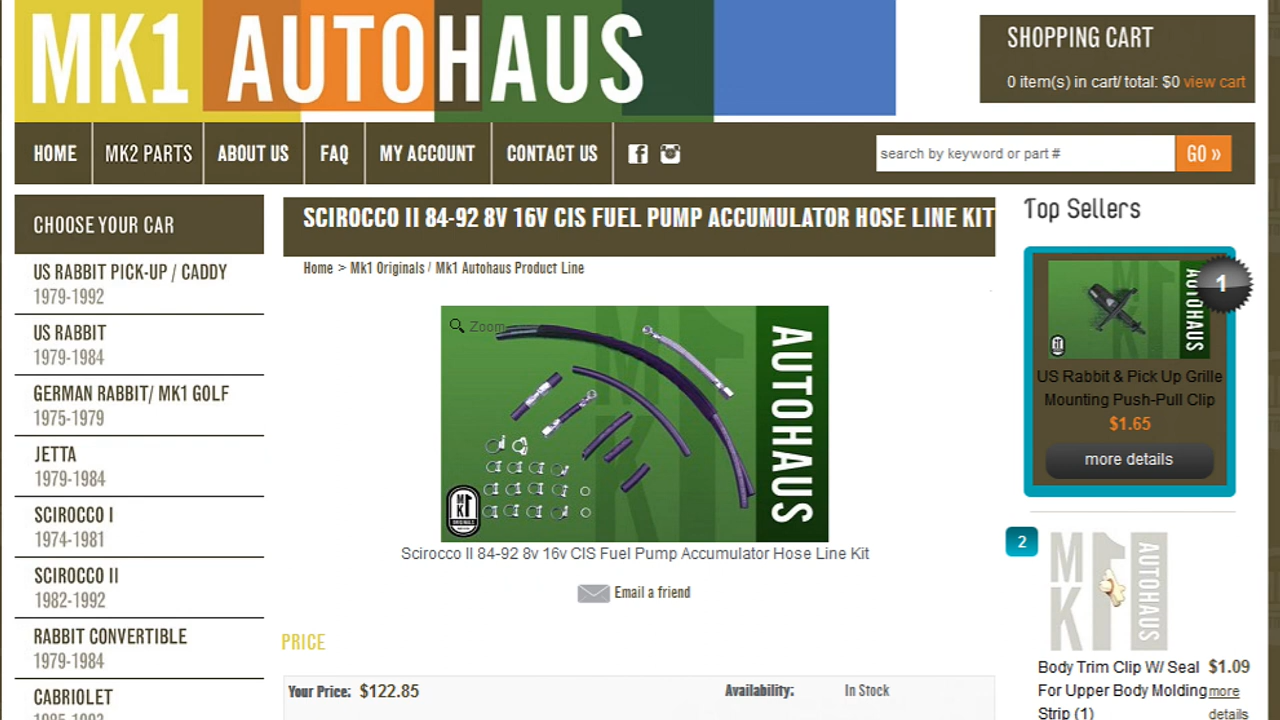 MK1 AUTOHAUS
SHOPPING CART
0 item(s) in cart/ total: $0 view cart
HOME
MK2 PARTS
ABOUT US
FAQ
MY ACCOUNT
CONTACT US
search by keyword or part #
GO »
CHOOSE YOUR CAR
US RABBIT PICK-UP / CADDY
1979-1992
US RABBIT
1979-1984
GERMAN RABBIT/ MK1 GOLF
1975-1979
JETTA
1979-1984
SCIROCCO I
1974-1981
SCIROCCO II
1982-1992
RABBIT CONVERTIBLE
1979-1984
CABRIOLET
SCIROCCO II 84-92 8V 16V CIS FUEL PUMP ACCUMULATOR HOSE LINE KIT
Home > Mk1 Originals / Mk1 Autohaus Product Line
Zoom
AUTOHAUS
MK1
ORIGINALS
Scirocco II 84-92 8v 16v CIS Fuel Pump Accumulator Hose Line Kit
Email a friend
PRICE
Your Price: $122.85
Availability: In Stock
Top Sellers
1
AUTOHAUS
US Rabbit & Pick Up Grille
Mounting Push-Pull Clip
$1.65
more details
2
MK1
AUTOHAUS
Body Trim Clip W/ Seal $1.09
For Upper Body Molding more
Strip (1) details